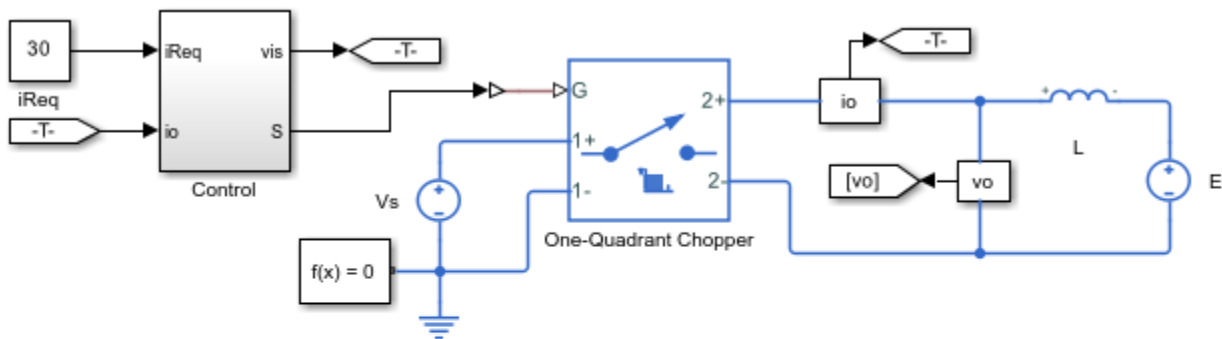 30
iReq
-T-
iReq
io
vis
S
Control
-T-
Vs
f(x) = 0
G
1+
1-
2+
2-
One-Quadrant Chopper
-T-
io
[vo]
vo
+
-
L
+
-
E
+
-